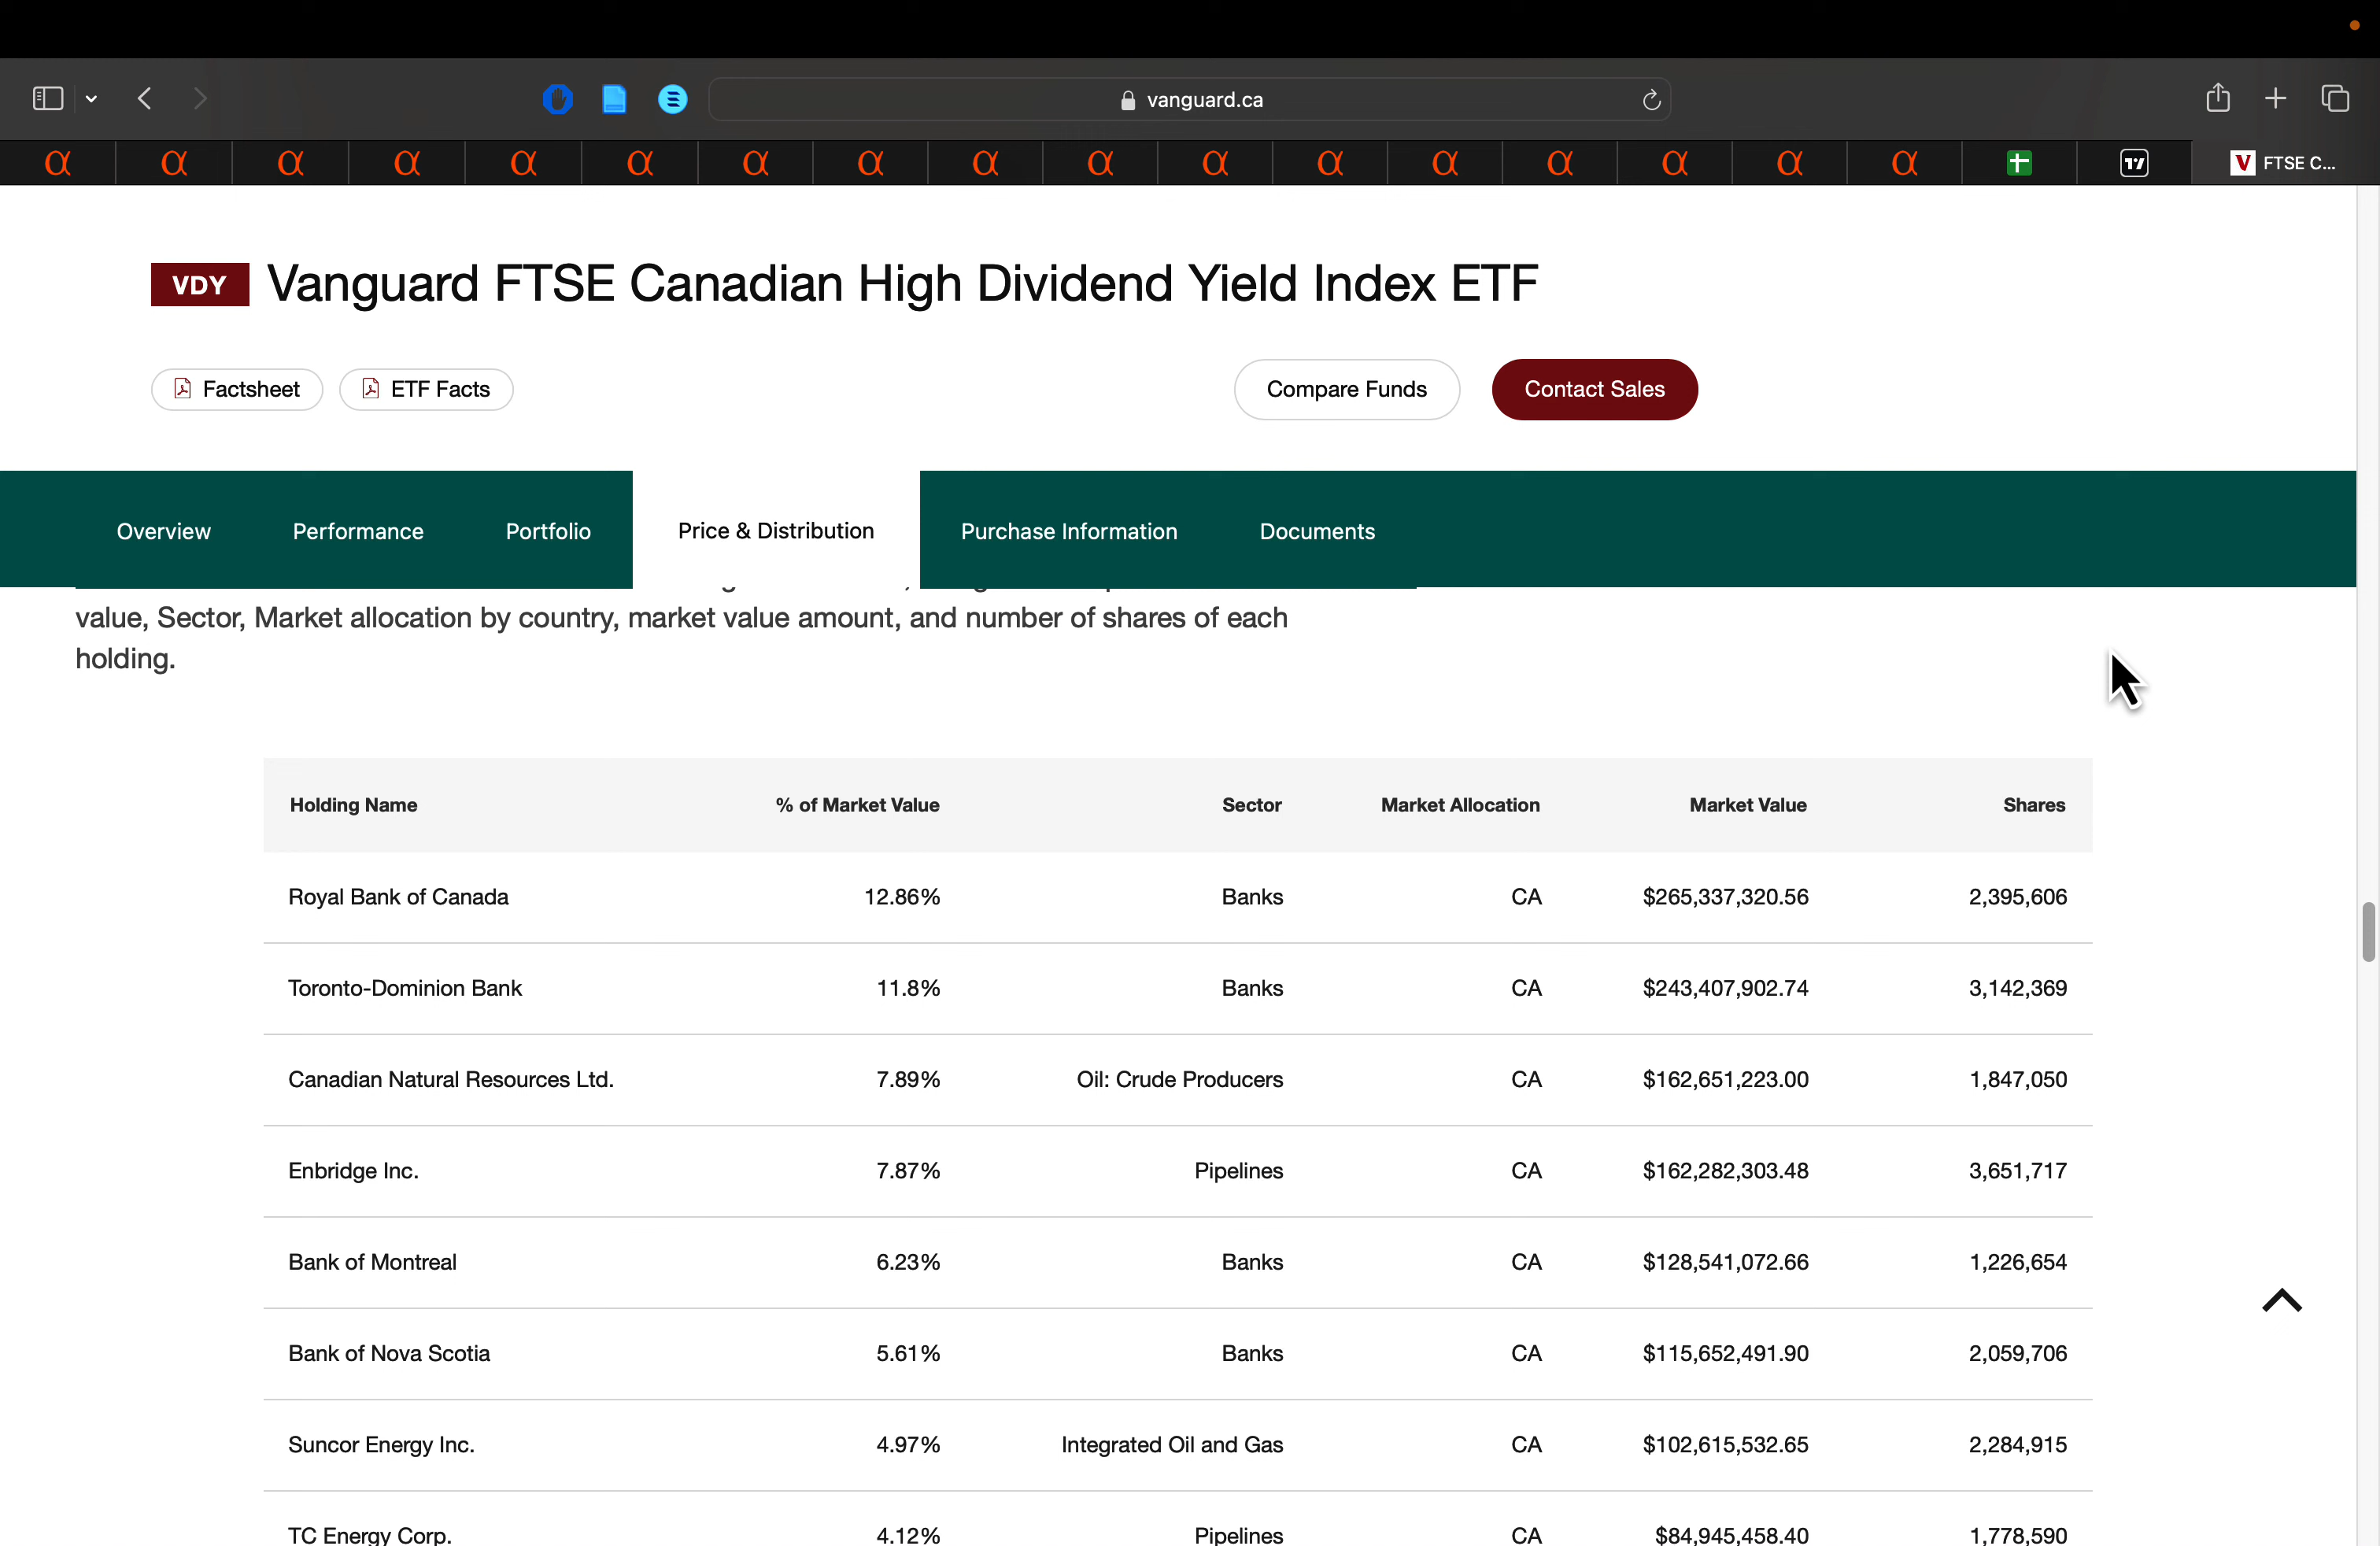 vanguard.ca
α α α α α α α α α α α α α α α α α FTSE C...
VDY Vanguard FTSE Canadian High Dividend Yield Index ETF
Factsheet ETF Facts Compare Funds Contact Sales
Overview Performance Portfolio Price & Distribution Purchase Information Documents
value, Sector, Market allocation by country, market value amount, and number of shares of each
holding.
Holding Name % of Market Value Sector Market Allocation Market Value Shares
Royal Bank of Canada 12.86% Banks CA $265,337,320.56 2,395,606
Toronto-Dominion Bank 11.8% Banks CA $243,407,902.74 3,142,369
Canadian Natural Resources Ltd. 7.89% Oil: Crude Producers CA $162,651,223.00 1,847,050
Enbridge Inc. 7.87% Pipelines CA $162,282,303.48 3,651,717
Bank of Montreal 6.23% Banks CA $128,541,072.66 1,226,654
Bank of Nova Scotia 5.61% Banks CA $115,652,491.90 2,059,706
Suncor Energy Inc. 4.97% Integrated Oil and Gas CA $102,615,532.65 2,284,915
TC Energy Corp. 4.12% Pipelines CA $84,945,458.40 1,778,590